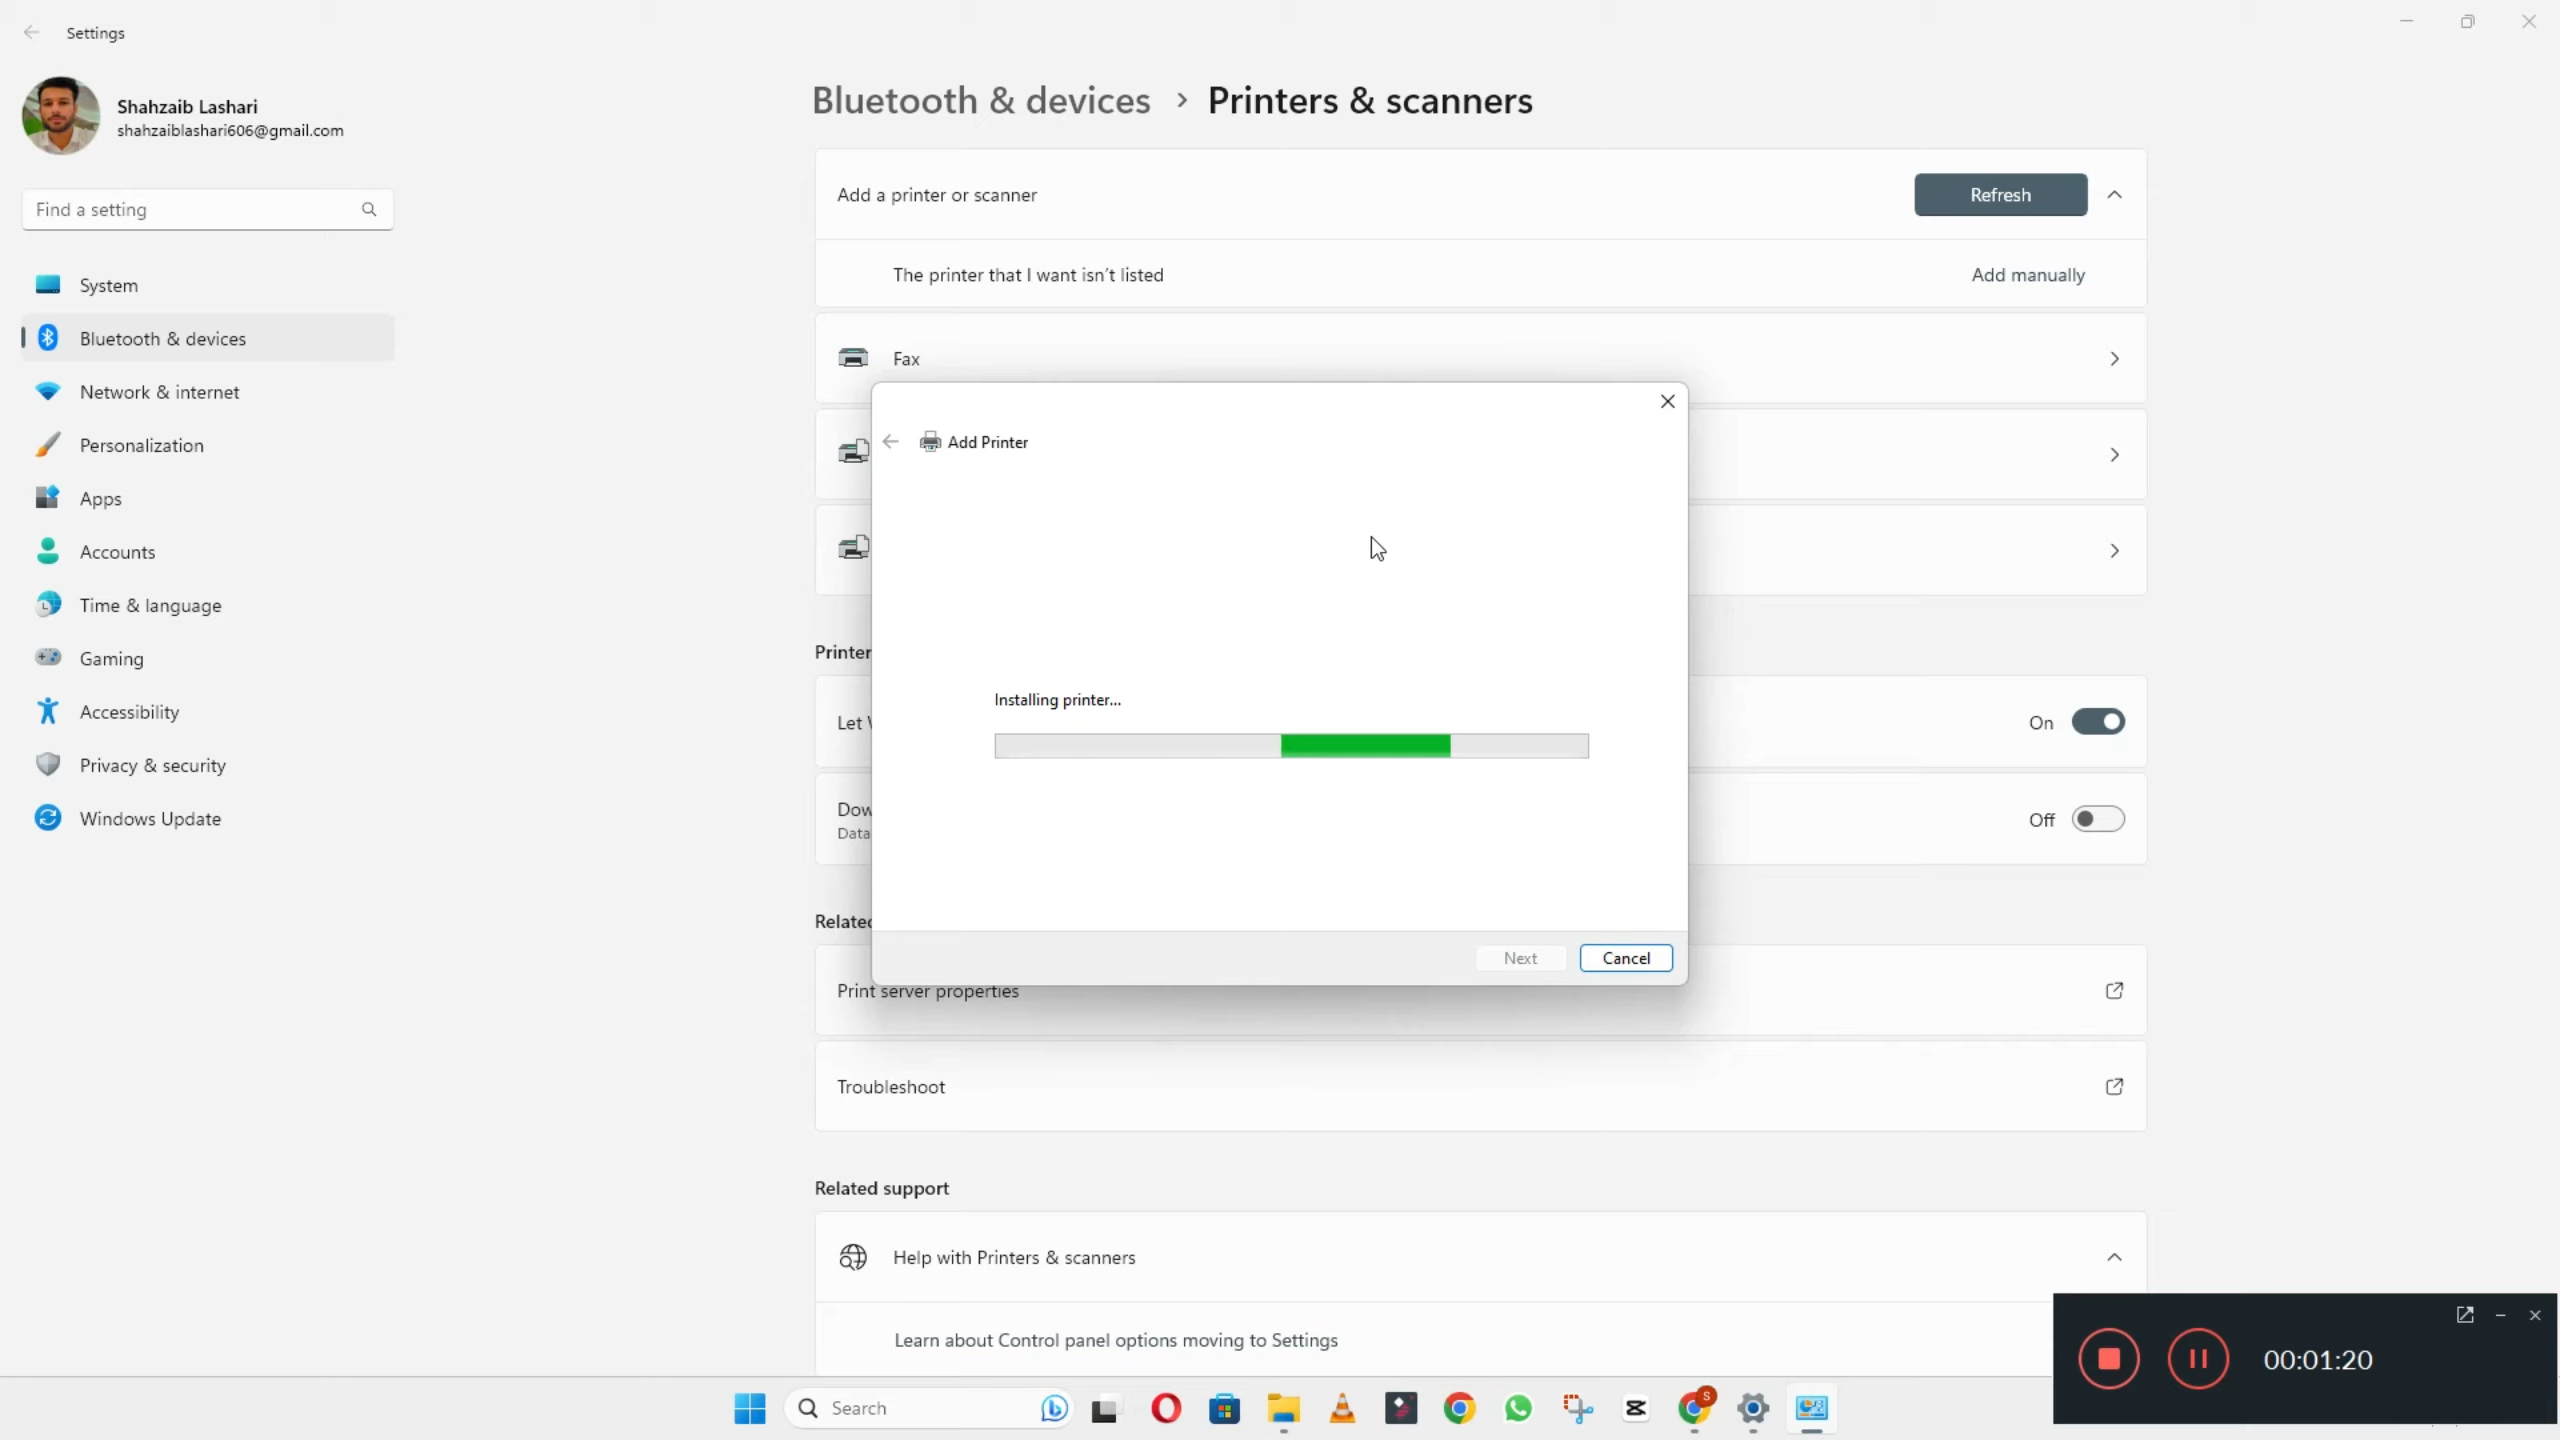 Settings
Shahzaib Lashari
shahzaiblashari606@gmail.com
Find a setting
System
Bluetooth & devices
Network & internet
Personalization
Apps
Accounts
Time & language
Gaming
Accessibility
Privacy & security
Windows Update
Bluetooth & devices › Printers & scanners
Add a printer or scanner
Refresh
The printer that I want isn't listed
Add manually
Fax
Add Printer
Installing printer...
Next
Cancel
Printer
Let
On
Dow
Data
Off
Related
Print server properties
Troubleshoot
Related support
Help with Printers & scanners
Learn about Control panel options moving to Settings
00:01:20
Search
S